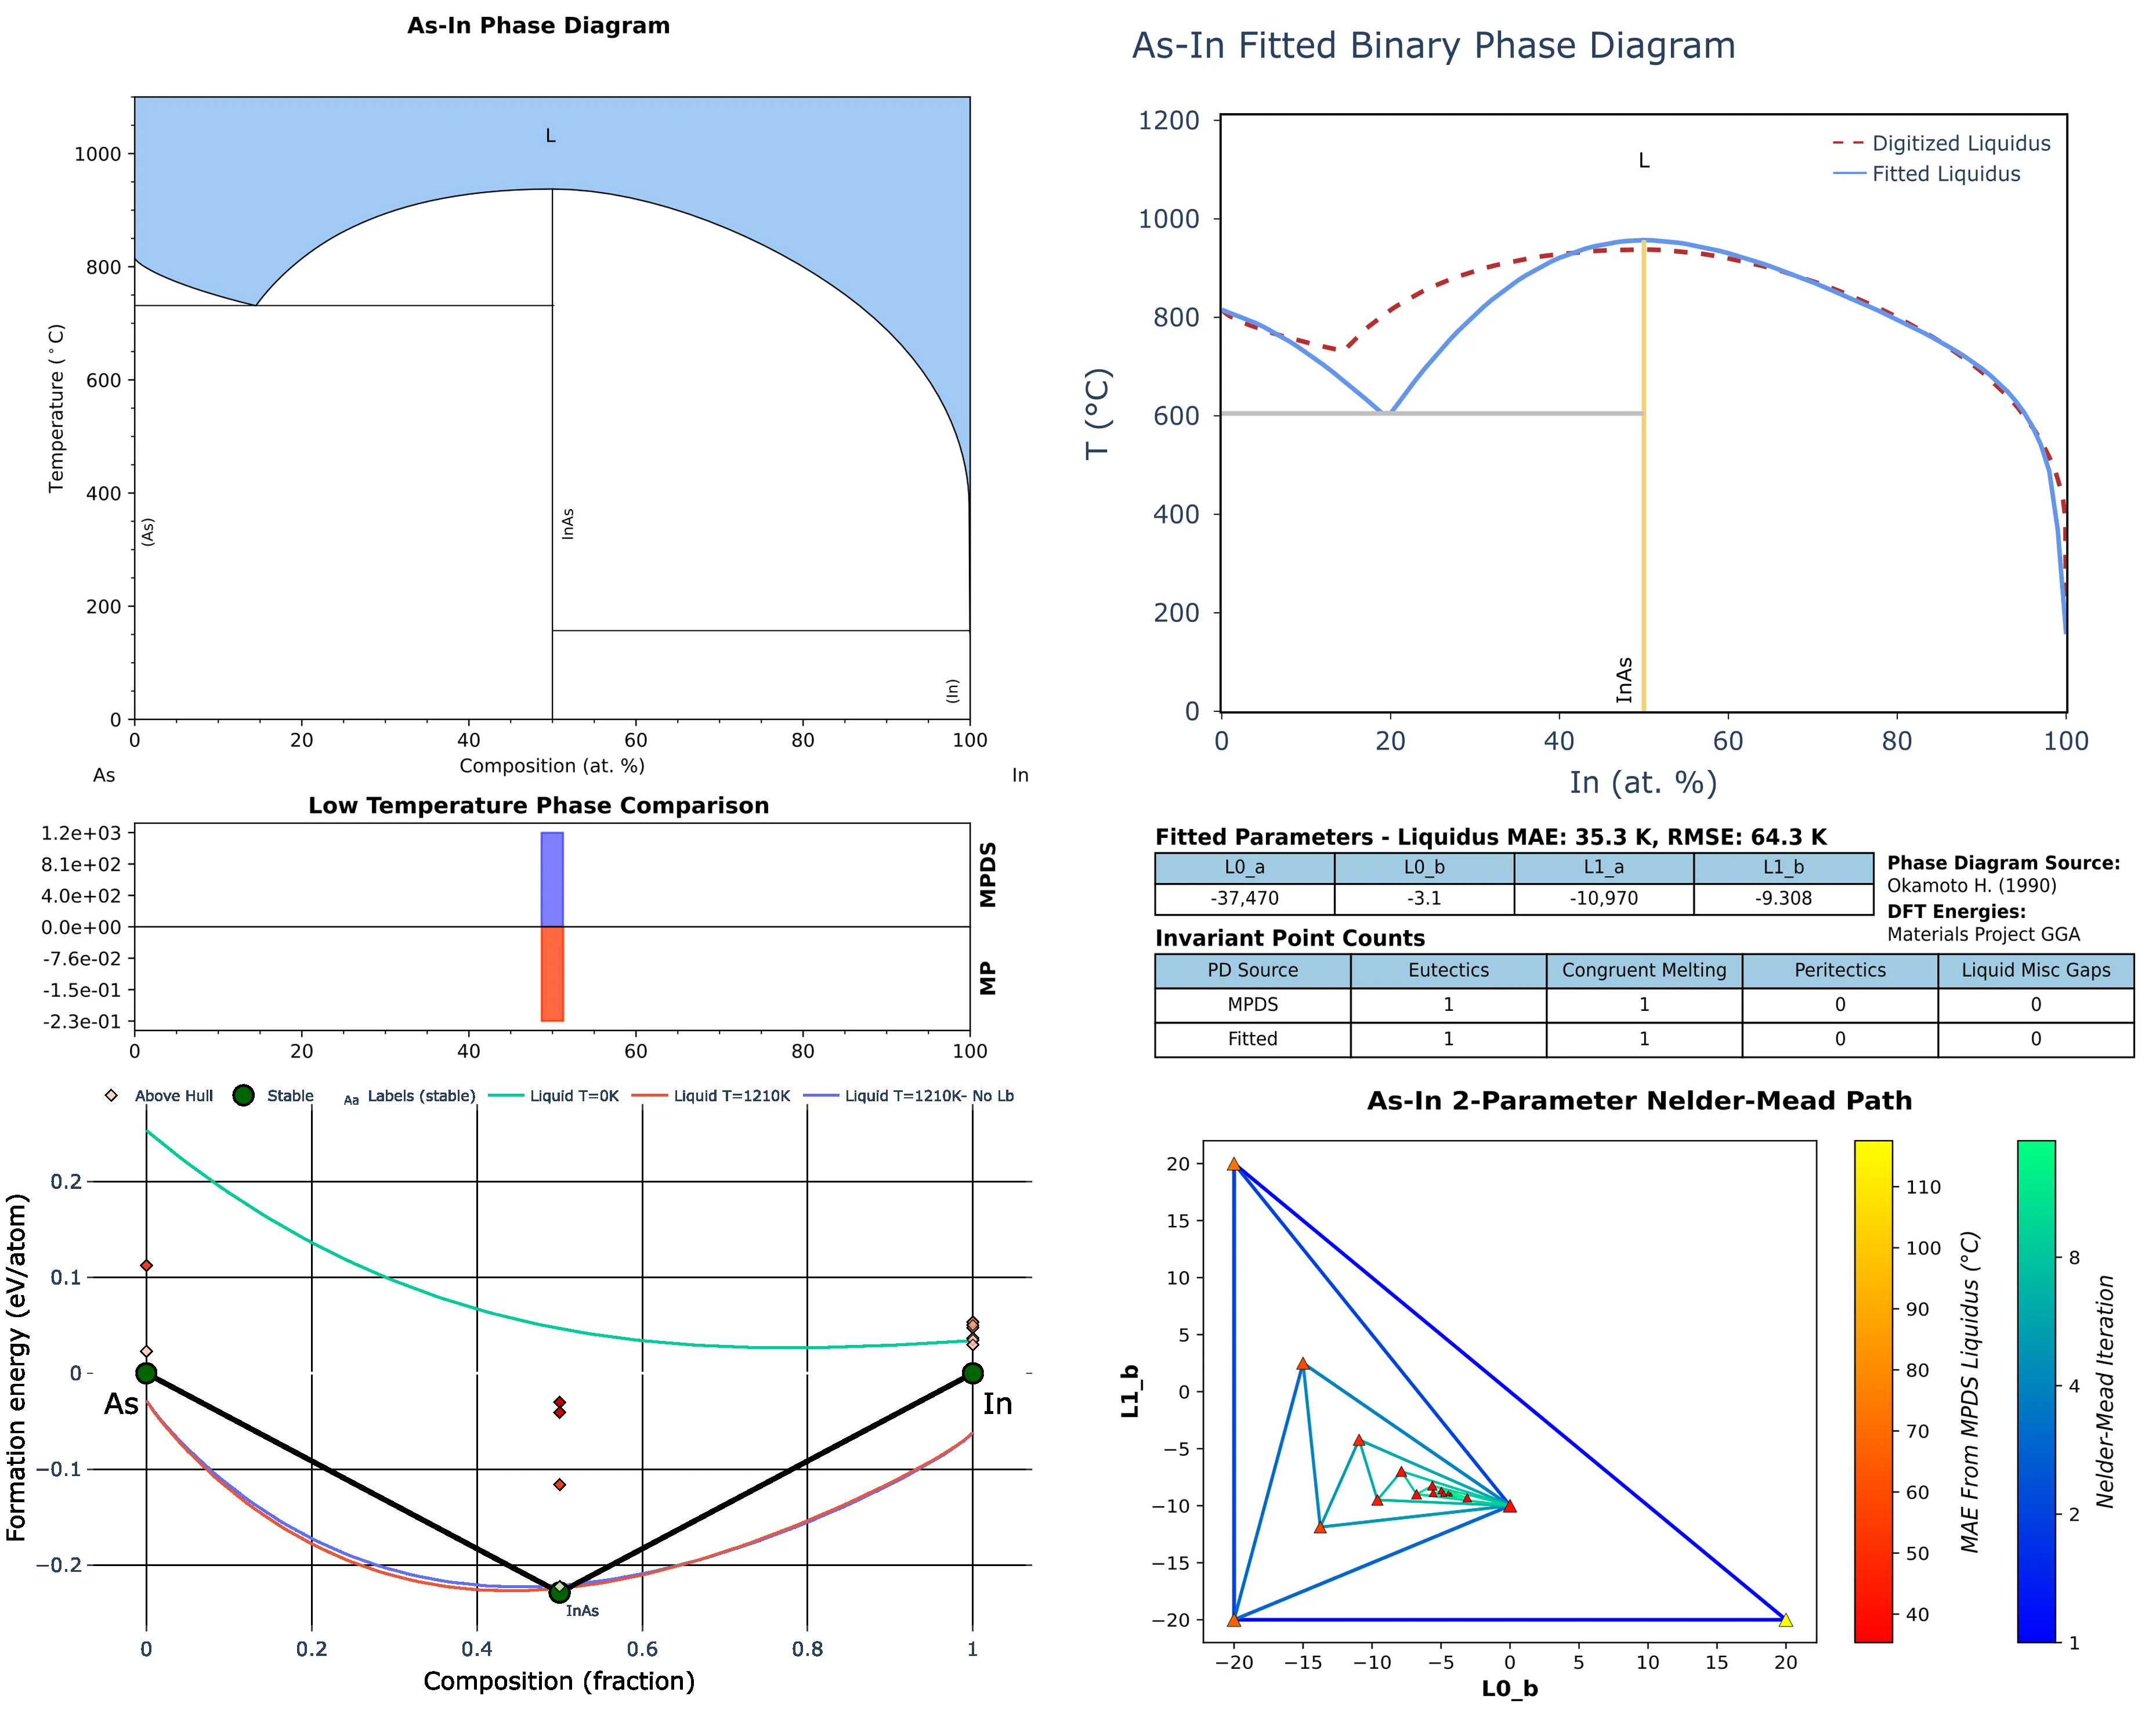 As-In Phase Diagram
L
1000
800
600
400
200
0
Temperature (°C)
(As)
InAs
(In)
0 20 40 60 80 100
As Composition (at. %) In
As-In Fitted Binary Phase Diagram
1200
1000
800
600
400
200
0
T (°C)
L
Digitized Liquidus
Fitted Liquidus
InAs
0 20 40 60 80 100
In (at. %)
Low Temperature Phase Comparison
1.2e+03
8.1e+02
4.0e+02
0.0e+00
-7.6e-02
-1.5e-01
-2.3e-01
MPDS
MP
0 20 40 60 80 100
Fitted Parameters - Liquidus MAE: 35.3 K, RMSE: 64.3 K
L0_a L0_b L1_a L1_b
-37,470 -3.1 -10,970 -9.308
Phase Diagram Source:
Okamoto H. (1990)
DFT Energies:
Materials Project GGA
Invariant Point Counts
PD Source Eutectics Congruent Melting Peritectics Liquid Misc Gaps
MPDS 1 1 0 0
Fitted 1 1 0 0
Above Hull Stable Aa Labels (stable) Liquid T=0K Liquid T=1210K Liquid T=1210K- No Lb
0.2
0.1
0
−0.1
−0.2
Formation energy (eV/atom)
As
In
InAs
0 0.2 0.4 0.6 0.8 1
Composition (fraction)
As-In 2-Parameter Nelder-Mead Path
20
15
10
5
0
−5
−10
−15
−20
L1_b
−20 −15 −10 −5 0 5 10 15 20
L0_b
110
100
90
80
70
60
50
40
MAE From MPDS Liquidus (°C)
8
4
2
1
Nelder-Mead Iteration